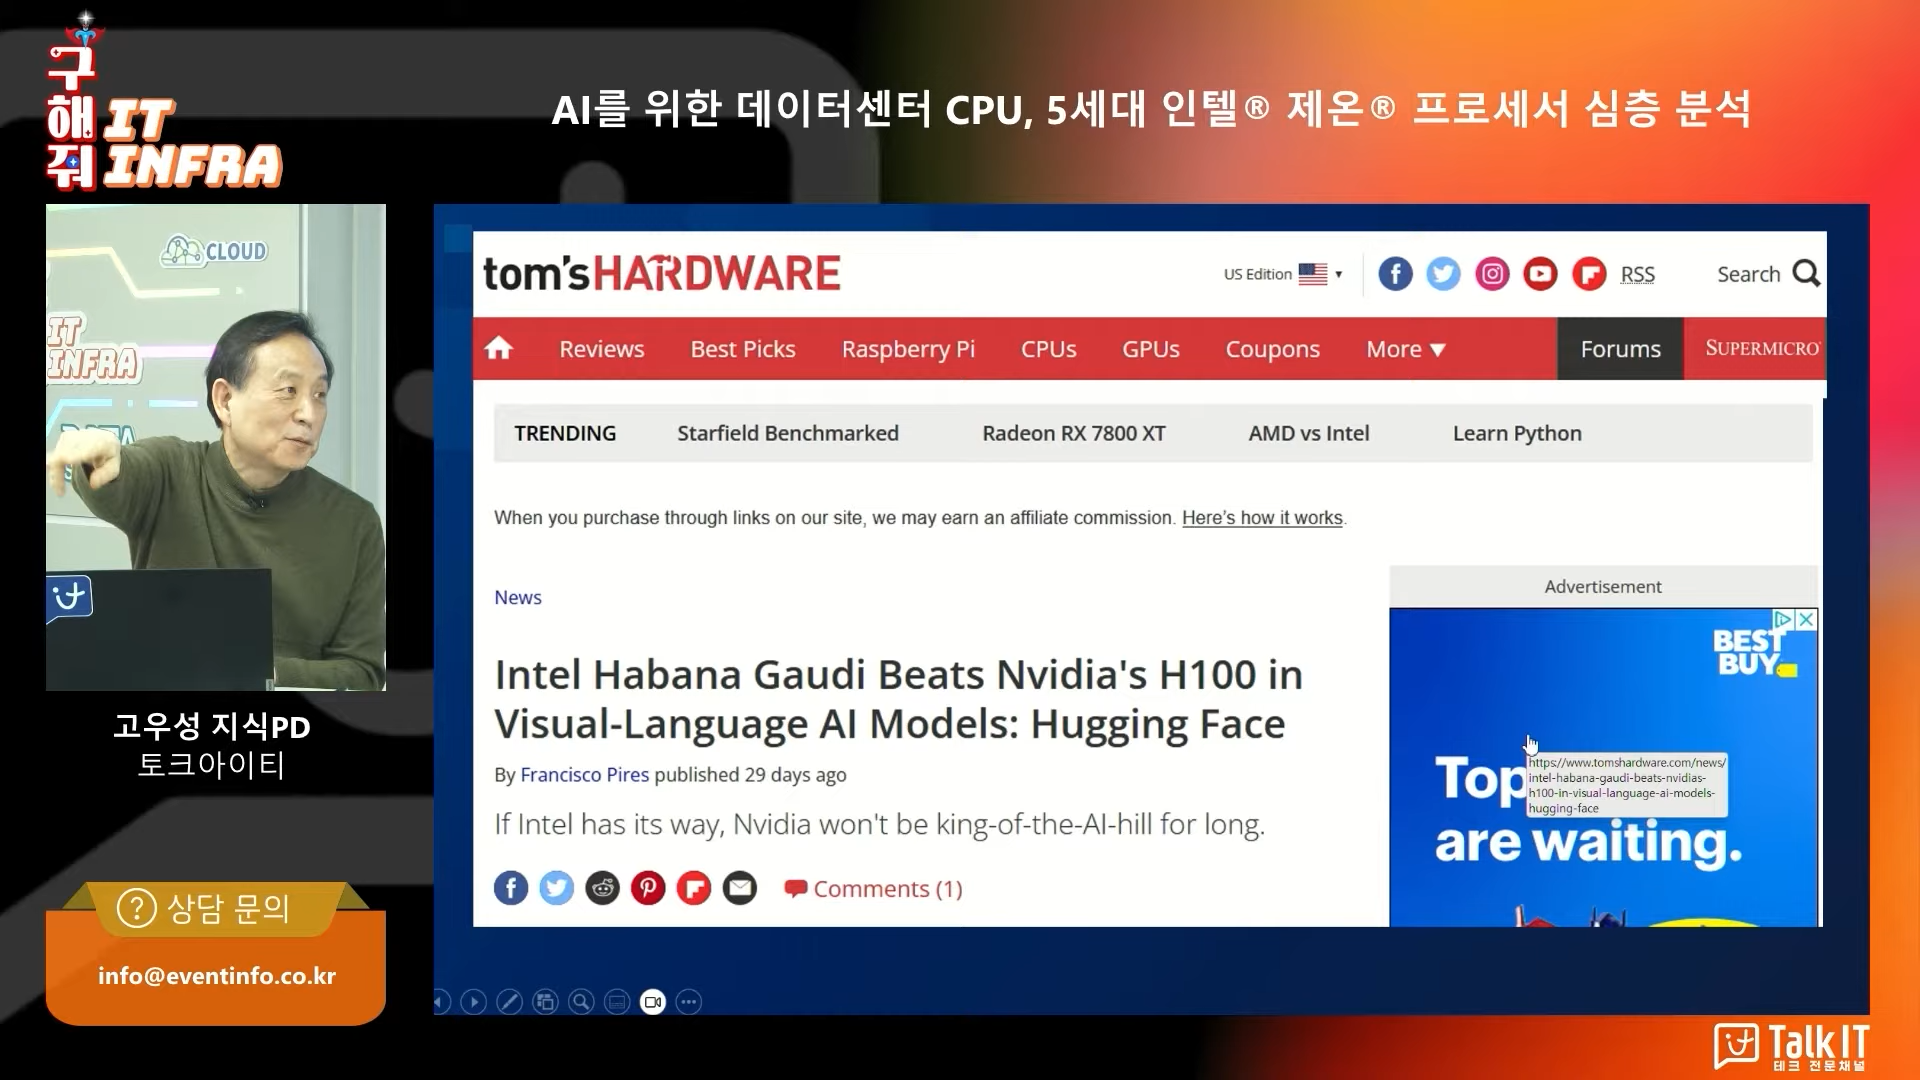 구해줘
IT
INFRA
AI를 위한 데이터센터 CPU, 5세대 인텔® 제온® 프로세서 심층 분석
CLOUD
IT
INFRA
DATA
고우성 지식PD
토크아이티
상담 문의
info@eventinfo.co.kr
tom's HARDWARE
US Edition
RSS
Search
Reviews
Best Picks
Raspberry Pi
CPUs
GPUs
Coupons
More
Forums
SUPERMICRO
TRENDING
Starfield Benchmarked
Radeon RX 7800 XT
AMD vs Intel
Learn Python
When you purchase through links on our site, we may earn an affiliate commission. Here's how it works.
News
Intel Habana Gaudi Beats Nvidia's H100 in
Visual-Language AI Models: Hugging Face
By Francisco Pires published 29 days ago
If Intel has its way, Nvidia won't be king-of-the-AI-hill for long.
Comments (1)
Advertisement
BEST
BUY
Top
are waiting.
https://www.tomshardware.com/news/
intel-habana-gaudi-beats-nvidias-
h100-in-visual-language-ai-models-
hugging-face
TalkIT
테크 전문채널